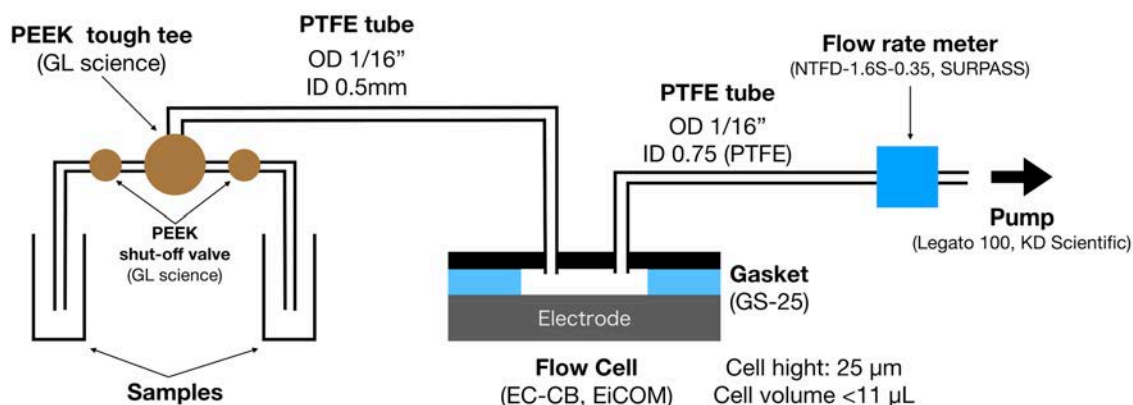 PEEK tough tee
(GL science)
PTFE tube
OD 1/16”
ID 0.5mm
PTFE tube
OD 1/16”
ID 0.75 (PTFE)
Flow rate meter
(NTFD-1.6S-0.35, SURPASS)
PEEK
shut-off valve
(GL science)
Pump
(Legato 100, KD Scientific)
Gasket
(GS-25)
Electrode
Samples
Flow Cell
(EC-CB, EiCOM)
Cell hight: 25 μm
Cell volume <11 μL